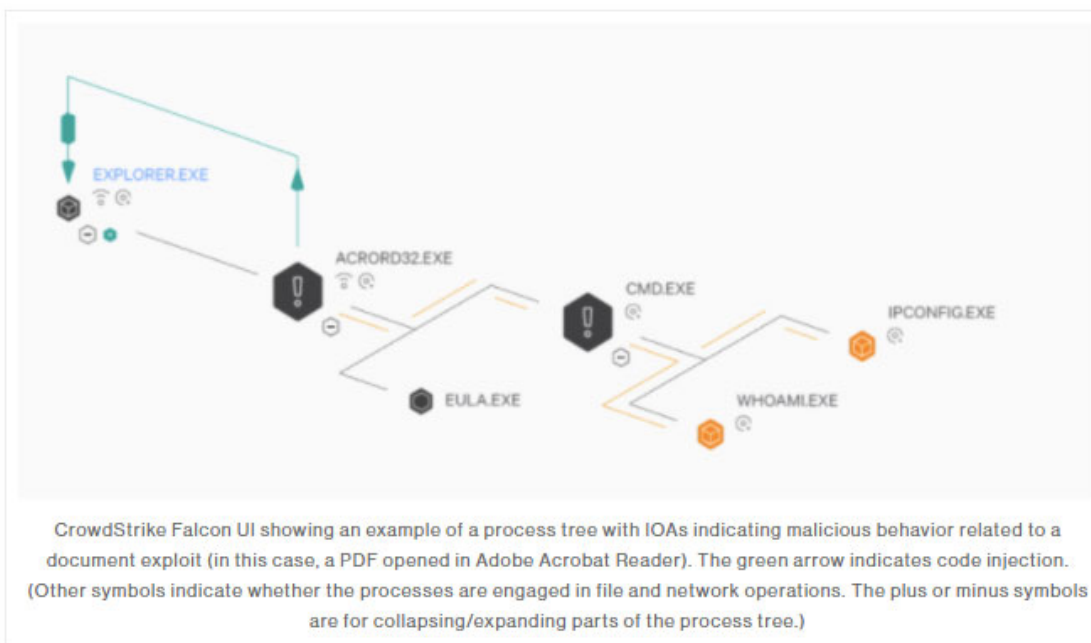 EXPLORER.EXE
ACRORD32.EXE
CMD.EXE
IPCONFIG.EXE
EULA.EXE
WHOAMI.EXE
CrowdStrike Falcon UI showing an example of a process tree with IOAs indicating malicious behavior related to a
document exploit (in this case, a PDF opened in Adobe Acrobat Reader). The green arrow indicates code injection.
(Other symbols indicate whether the processes are engaged in file and network operations. The plus or minus symbols
are for collapsing/expanding parts of the process tree.)